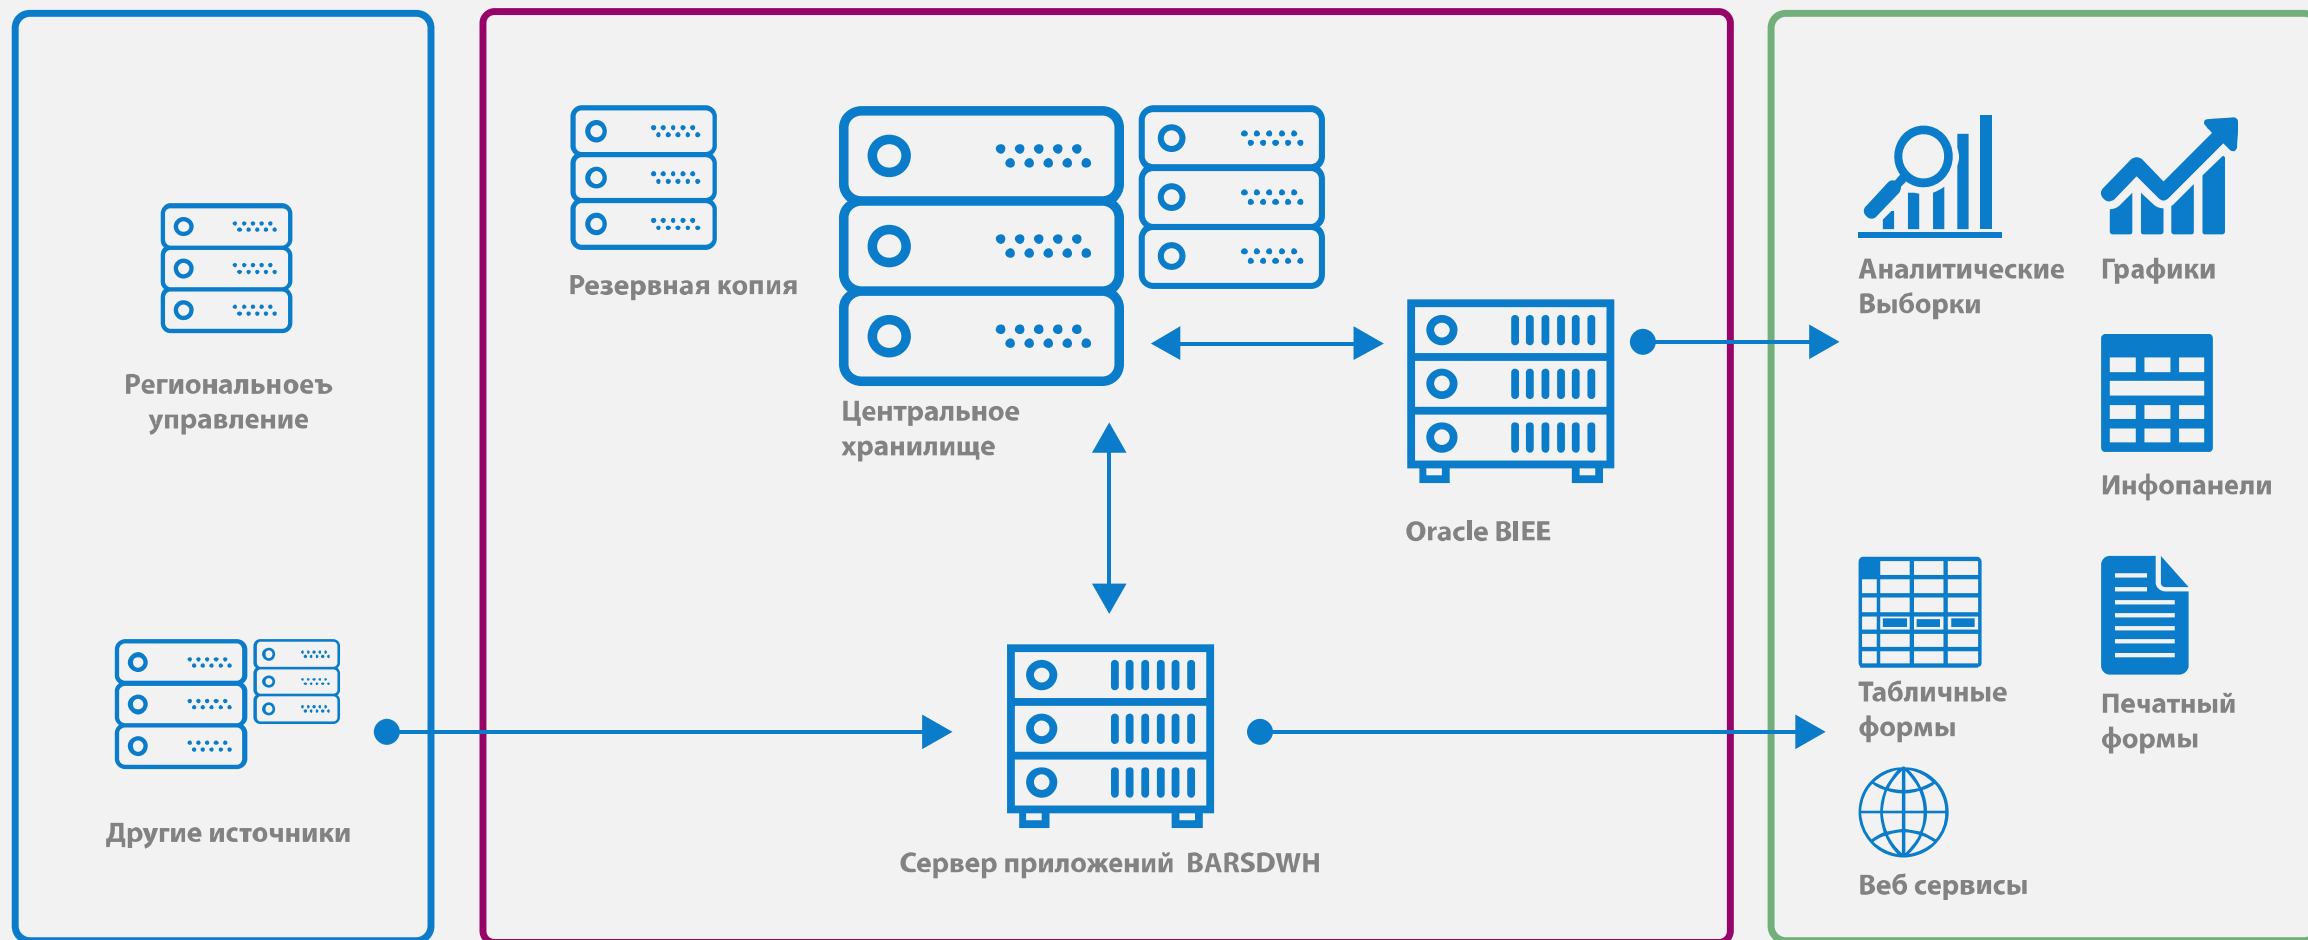 Региональноеъ
управление
Другие источники
Резервная копия
Центральное
хранилище
Oracle BIEE
Сервер приложений BARSDWH
Аналитические
Выборки
Графики
Инфопанели
Табличные
формы
Печатный
формы
Веб сервисы